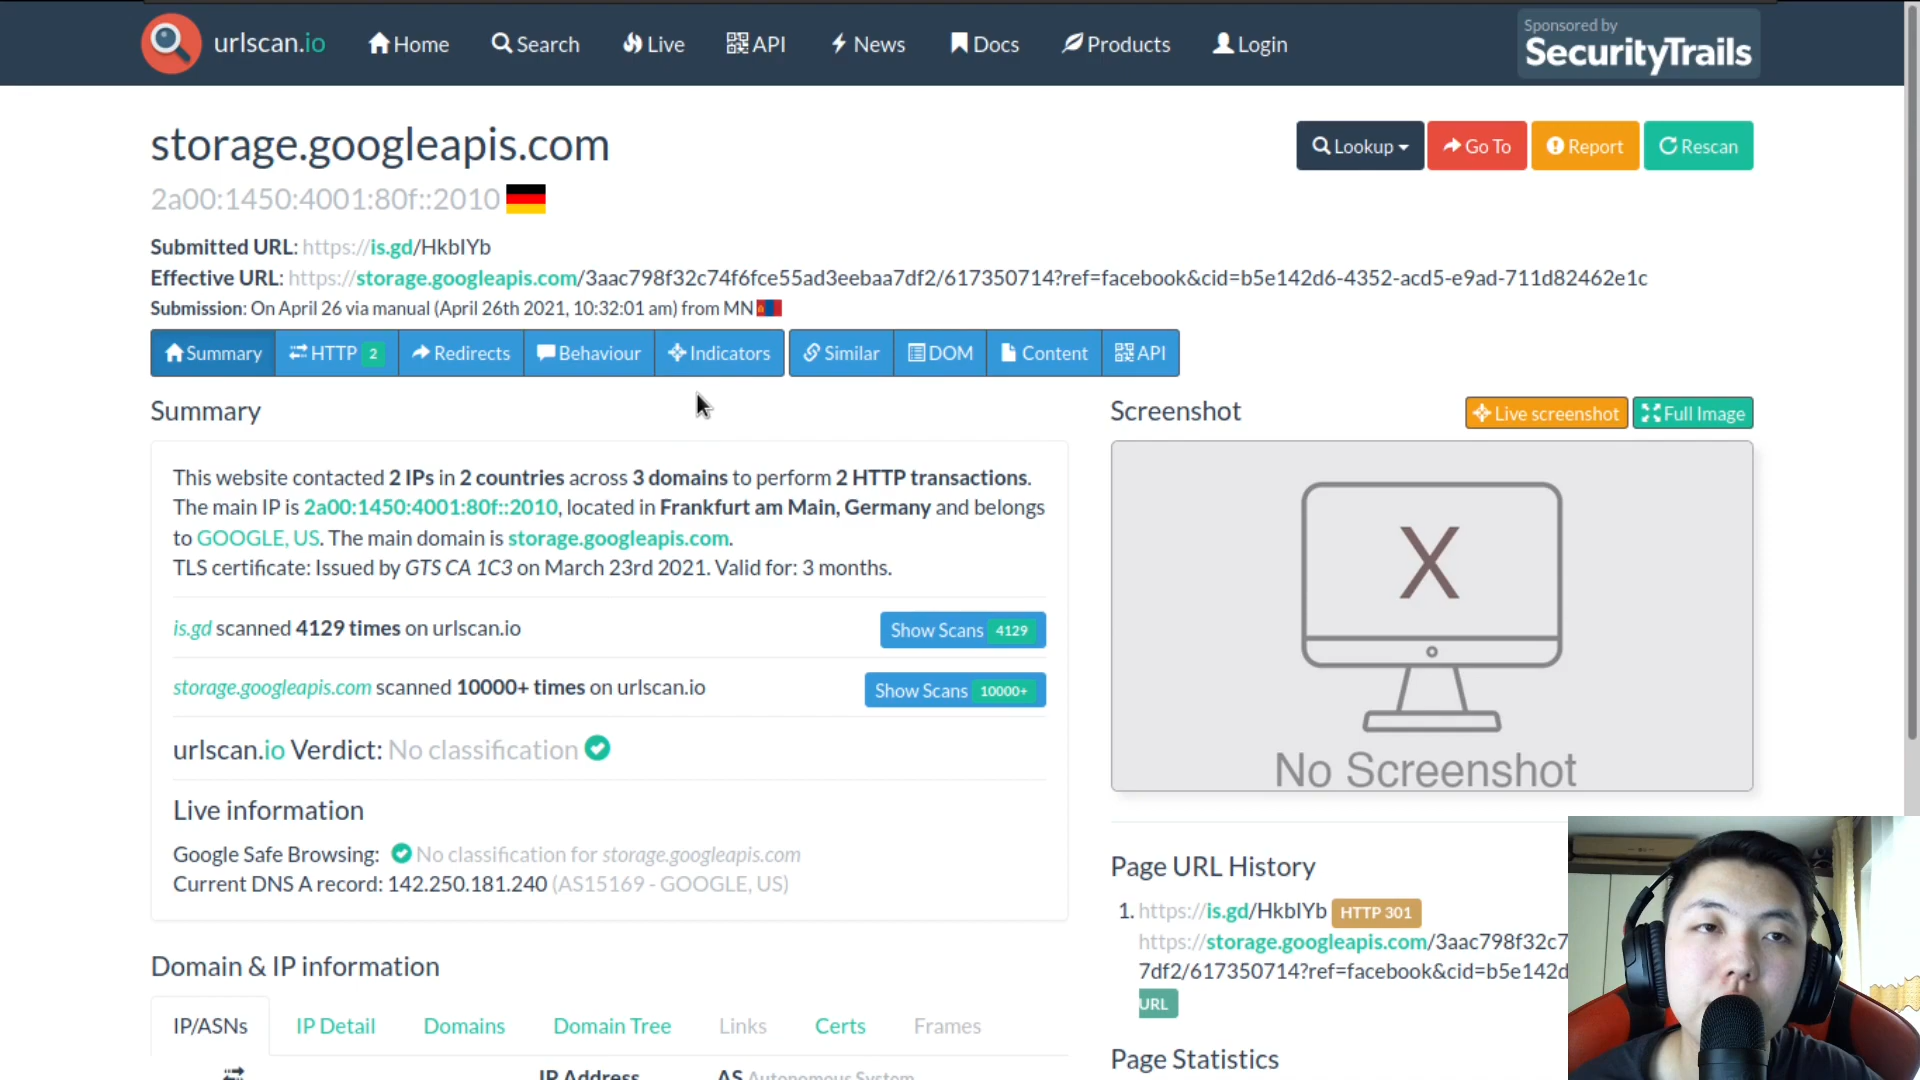 urlscan.io
Home
Search
Live
API
News
Docs
Products
Login
Sponsored by
SecurityTrails
storage.googleapis.com
Lookup
Go To
Report
Rescan
2a00:1450:4001:80f::2010
Submitted URL: https://is.gd/HkbIYb
Effective URL: https://storage.googleapis.com/3aac798f32c74f6fce55ad3eebaa7df2/617350714?ref=facebook&cid=b5e142d6-4352-acd5-e9ad-711d82462e1c
Submission: On April 26 via manual (April 26th 2021, 10:32:01 am) from MN
Summary
HTTP 2
Redirects
Behaviour
Indicators
Similar
DOM
Content
API
Summary
This website contacted 2 IPs in 2 countries across 3 domains to perform 2 HTTP transactions.
The main IP is 2a00:1450:4001:80f::2010, located in Frankfurt am Main, Germany and belongs
to GOOGLE, US. The main domain is storage.googleapis.com.
TLS certificate: Issued by GTS CA 1C3 on March 23rd 2021. Valid for: 3 months.
is.gd scanned 4129 times on urlscan.io
Show Scans 4129
storage.googleapis.com scanned 10000+ times on urlscan.io
Show Scans 10000+
urlscan.io Verdict: No classification
Live information
Google Safe Browsing: No classification for storage.googleapis.com
Current DNS A record: 142.250.181.240 (AS15169 - GOOGLE, US)
Domain & IP information
IP/ASNs
IP Detail
Domains
Domain Tree
Links
Certs
Frames
IP Address
AS Autonomous System
Screenshot
Live screenshot
Full Image
X
No Screenshot
Page URL History
1. https://is.gd/HkbIYb HTTP 301
https://storage.googleapis.com/3aac798f32c7
7df2/617350714?ref=facebook&cid=b5e142d
URL
Page Statistics